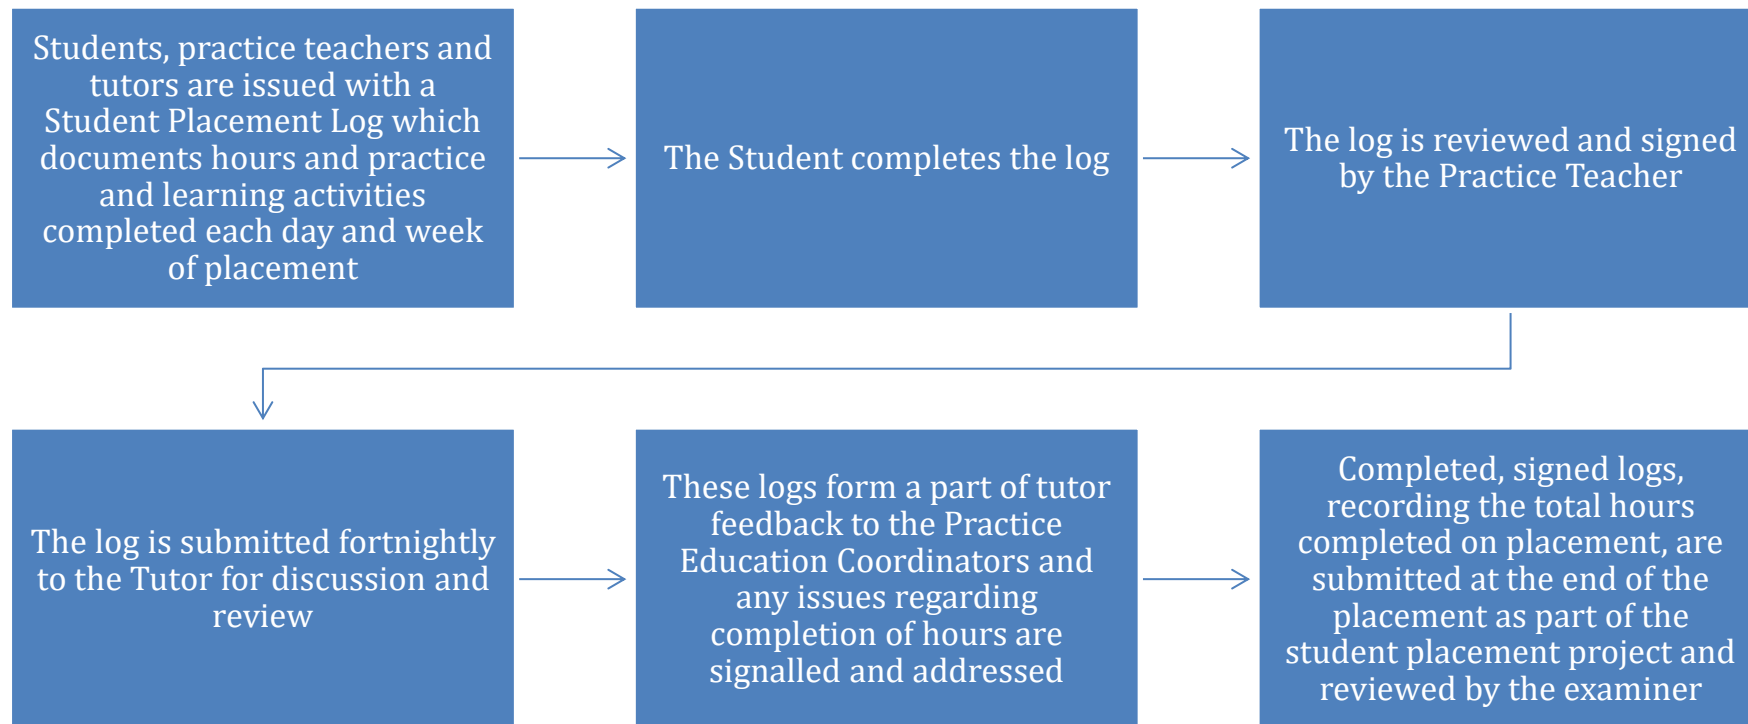 Students, practice teachers and
tutors are issued with a
Student Placement Log which
documents hours and practice
and learning activities
completed each day and week
of placement
The Student completes the log
The log is reviewed and signed
by the Practice Teacher
The log is submitted fortnightly
to the Tutor for discussion and
review
These logs form a part of tutor
feedback to the Practice
Education Coordinators and
any issues regarding
completion of hours are
signalled and addressed
Completed, signed logs,
recording the total hours
completed on placement, are
submitted at the end of the
placement as part of the
student placement project and
reviewed by the examiner